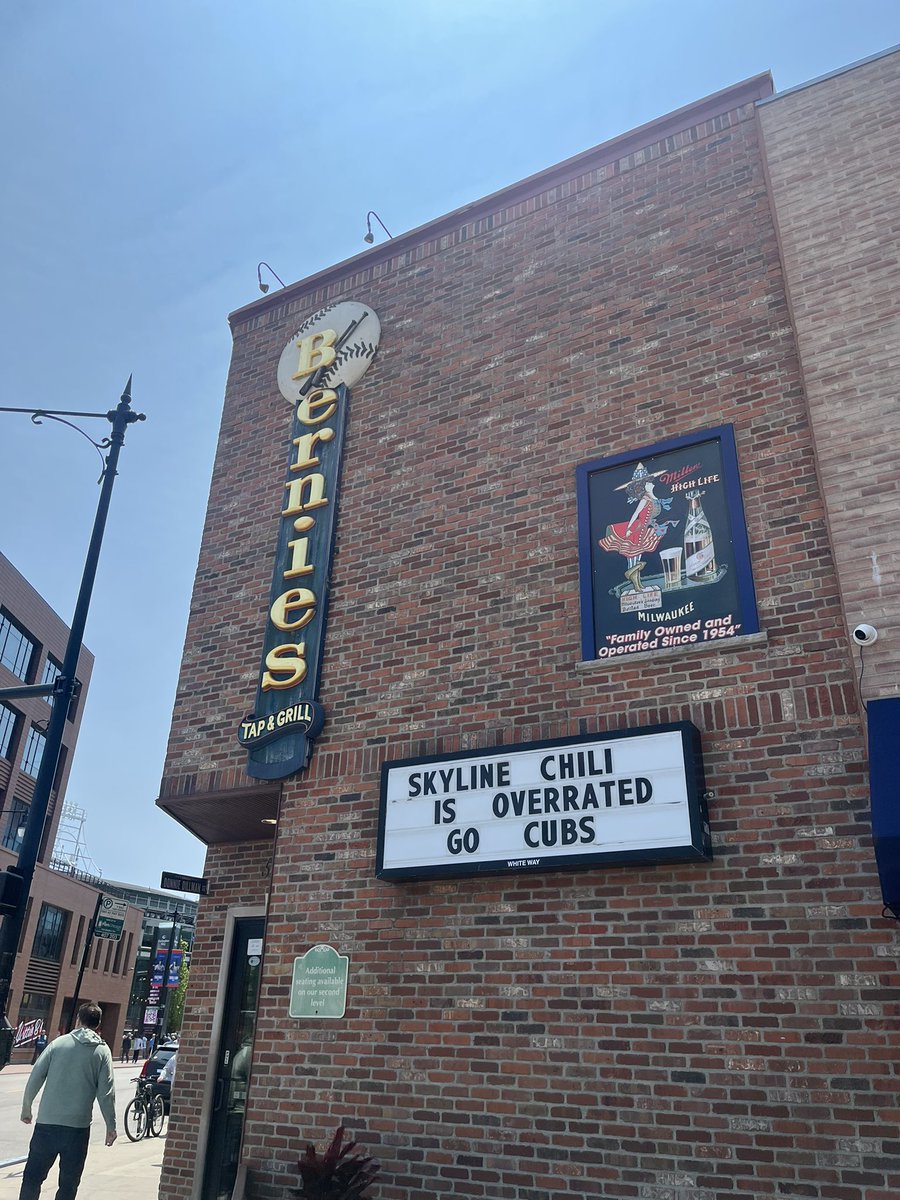 Bernies
TAP & GRILL
Miller
HIGH LIFE
MILWAUKEE
"Family Owned and
Operated Since 1954"
SKYLINE CHILI
IS OVERRATED
GO CUBS
WHITE WAY
Additional
seating available
on our second
level